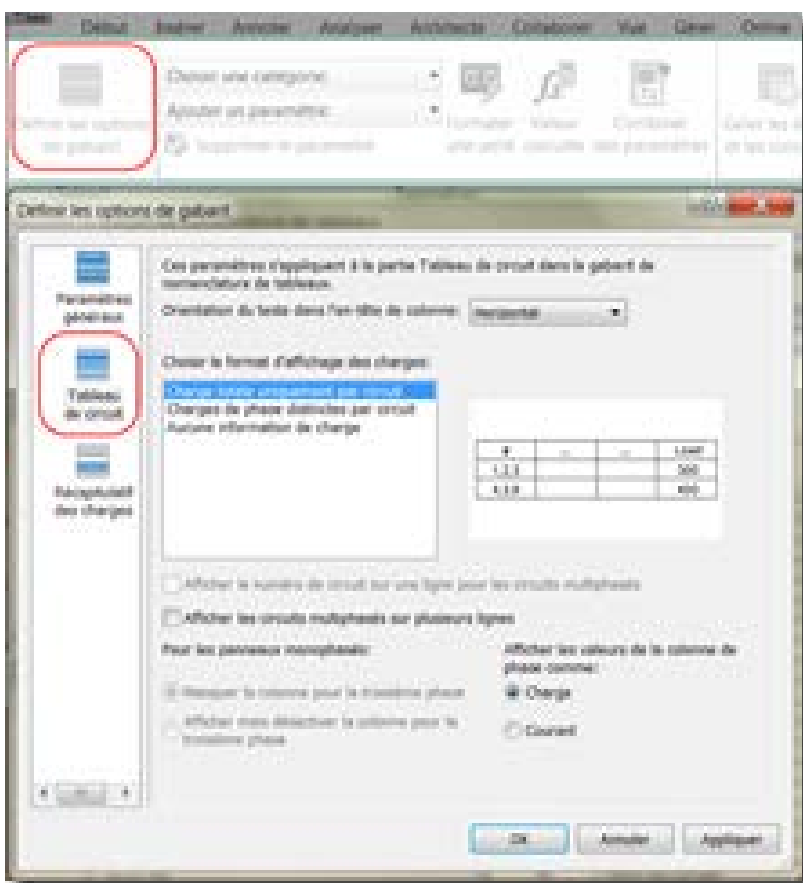 Début Insérer Annoter Analyser Architecte Collaborer Vue Gérer
Définir les options
de gabarit
Choisir une catégorie
Ajouter un paramètre
Supprimer le paramètre
Formater
une unité
Valeur
calculée
Combiner
des paramètres
Définir les options de gabarit
Paramètres
généraux
Tableau
de circuit
Récapitulatif
des charges
Ces paramètres s'appliquent à la partie Tableau de circuit dans le gabarit de
nomenclature de tableaux.
Orientation du texte dans l'en-tête de colonne: Horizontal
Choisir le format d'affichage des charges:
Charge totale uniquement par circuit
Charges de phase distinctes par circuit
Aucune information de charge
# ... ... LOAD
1,2,3
Afficher le numéro de circuit sur une ligne pour les circuits multiphasés
Afficher les circuits multiphasés sur plusieurs lignes
Pour les panneaux monophasés:
Masquer la colonne pour la troisième phase
Afficher mais désactiver la colonne pour la
troisième phase
Afficher les valeurs de la colonne de
phase comme:
Charge
Courant
OK Annuler Appliquer